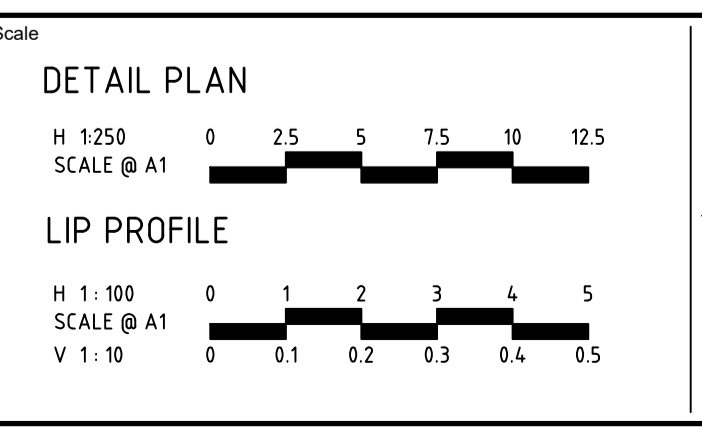 Scale
DETAIL PLAN
H 1:250 0 2.5 5 7.5 10 12.5
SCALE @ A1
LIP PROFILE
H 1:100 0 1 2 3 4 5
SCALE @ A1
V 1:10 0 0.1 0.2 0.3 0.4 0.5